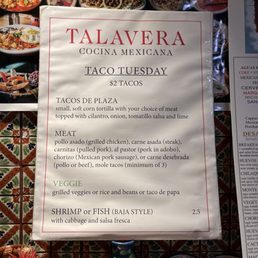 TALAVERA
COCINA MEXICANA
TACO TUESDAY
$2 TACOS
TACOS DE PLAZA
small, soft corn tortilla with your choice of meat
topped with cilantro, onion, tomatillo salsa and lime
MEAT
pollo asado (grilled chicken), carne asada (steak),
carnitas (pulled pork), al pastor (pork in adobo),
chorizo (Mexican pork sausage), or carne desebrada
(pollo or beef), mole tacos (minimum of 3)
VEGGIE
grilled veggies or rice and beans or taco de papa
SHRIMP or FISH (BAJA STYLE) 2.5
with cabbage and salsa fresca